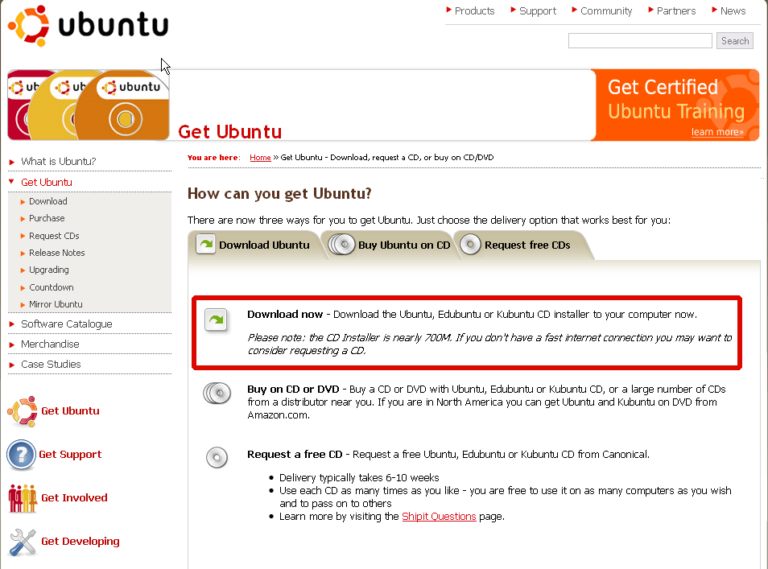 ubuntu
Products Support Community Partners News
Search
ubuntu
Get Ubuntu
Get Certified
Ubuntu Training
learn more»
You are here: Home » Get Ubuntu - Download, request a CD, or buy on CD/DVD
What is Ubuntu?
Get Ubuntu
Download
Purchase
Request CDs
Release Notes
Upgrading
Countdown
Mirror Ubuntu
Software Catalogue
Merchandise
Case Studies
Get Ubuntu
Get Support
Get Involved
Get Developing
How can you get Ubuntu?
There are now three ways for you to get Ubuntu. Just choose the delivery option that works best for you:
Download Ubuntu Buy Ubuntu on CD Request free CDs
Download now - Download the Ubuntu, Edubuntu or Kubuntu CD installer to your computer now.
Please note: the CD Installer is nearly 700M. If you don't have a fast internet connection you may want to
consider requesting a CD.
Buy on CD or DVD - Buy a CD or DVD with Ubuntu, Edubuntu or Kubuntu CD, or a large number of CDs
from a distributor near you. If you are in North America you can get Ubuntu and Kubuntu on DVD from
Amazon.com.
Request a free CD - Request a free Ubuntu, Edubuntu or Kubuntu CD from Canonical.
• Delivery typically takes 6-10 weeks
• Use each CD as many times as you like - you are free to use it on as many computers as you wish
and to pass on to others
• Learn more by visiting the Shipit Questions page.